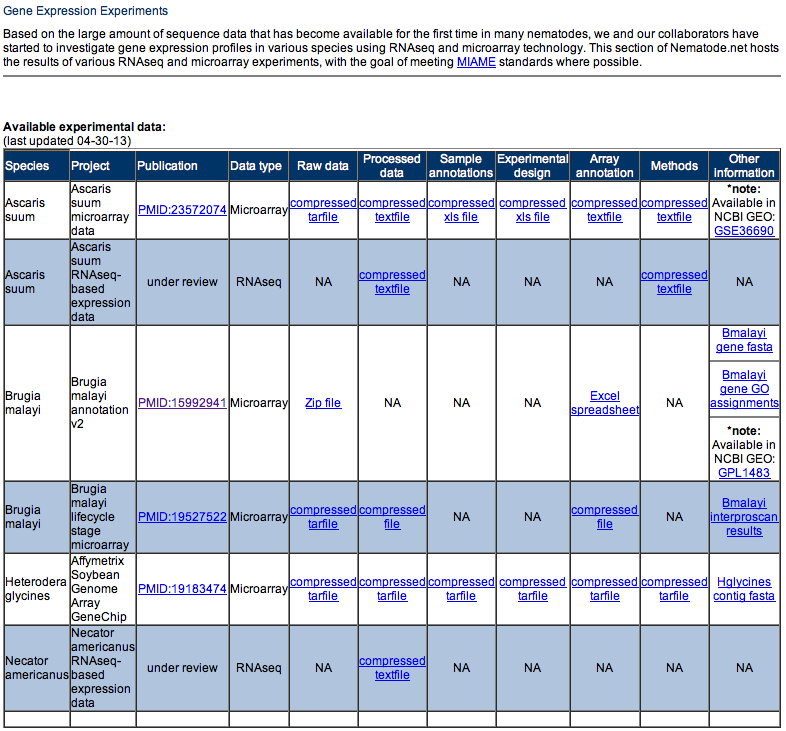 Gene Expression Experiments
Based on the large amount of sequence data that has become available for the first time in many nematodes, we and our collaborators have
started to investigate gene expression profiles in various species using RNAseq and microarray technology. This section of Nematode.net hosts
the results of various RNAseq and microarray experiments, with the goal of meeting MIAME standards where possible.
Available experimental data:
(last updated 04-30-13)
Species
Project
Publication
Data type
Raw data
Processed
data
Sample
annotations
Experimental
design
Array
annotation
Methods
Other
information
Ascaris
suum
Ascaris
suum
microarray
data
PMID:23572074
Microarray
compressed
tarfile
compressed
textfile
compressed
xls file
compressed
xls file
compressed
textfile
compressed
textfile
*note:
Available in
NCBI GEO:
GSE36690
Ascaris
suum
Ascaris
suum
RNAseq-
based
expression
data
under review
RNAseq
NA
compressed
textfile
NA
NA
NA
compressed
textfile
NA
Brugia
malayi
Brugia
malayi
annotation
v2
PMID:15992941
Microarray
Zip file
NA
NA
NA
Excel
spreadsheet
NA
Bmalayi
gene fasta
Bmalayi
gene GO
assignments
*note:
Available in
NCBI GEO:
GPL1483
Brugia
malayi
Brugia
malayi
lifecycle
stage
microarray
PMID:19527522
Microarray
compressed
tarfile
compressed
file
NA
NA
compressed
file
NA
Bmalayi
interproscan
results
Heterodera
glycines
Affymetrix
Soybean
Genome
Array
GeneChip
PMID:19183474
Microarray
compressed
tarfile
compressed
tarfile
compressed
tarfile
compressed
tarfile
compressed
tarfile
compressed
tarfile
Hglycines
contig fasta
Necator
americanus
Necator
americanus
RNAseq-
based
expression
data
under review
RNAseq
NA
compressed
textfile
NA
NA
NA
NA
NA